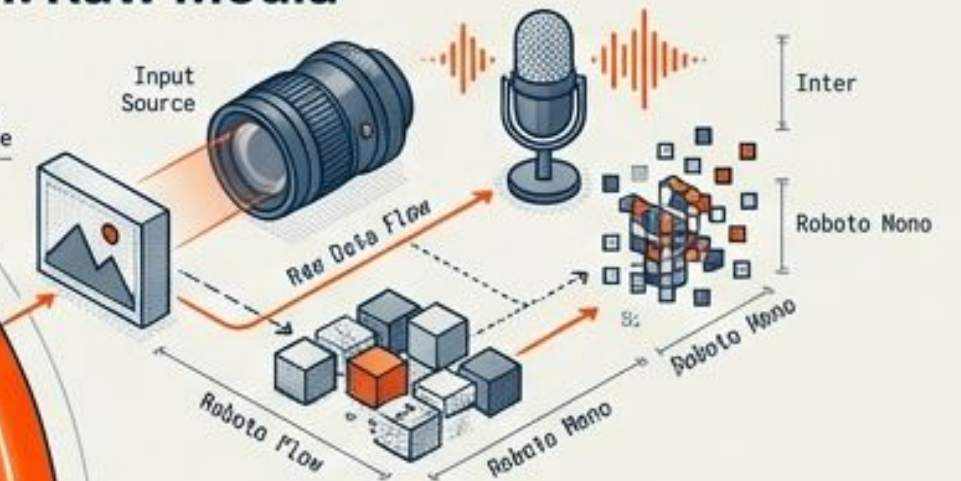 Raw Media
Input
Source
Inter
e
Roboto Mono
Raw Data Flow
Roboto Mono
Roboto Flow
Roboto Mono